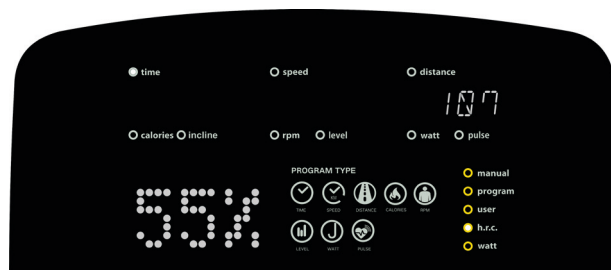 time speed distance
107
calories incline rpm level watt pulse
PROGRAM TYPE
manual
program
TIME SPEED DISTANCE CALORIES RPM
user
55%
h.r.c.
LEVEL WATT PULSE
watt